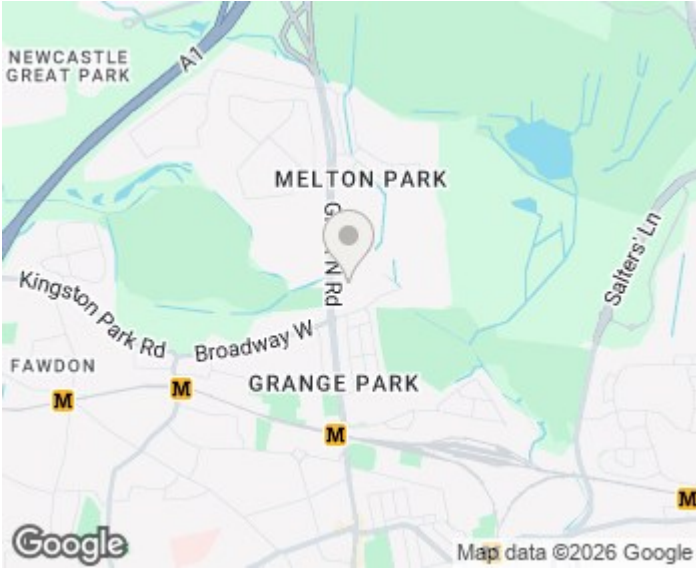 NEWCASTLE
GREAT PARK
A1
MELTON PARK
N Rd
Salters' Ln
Kingston Park Rd
Broadway W
FAWDON
GRANGE PARK
M
M
M
M
Google
Map data ©2026 Google